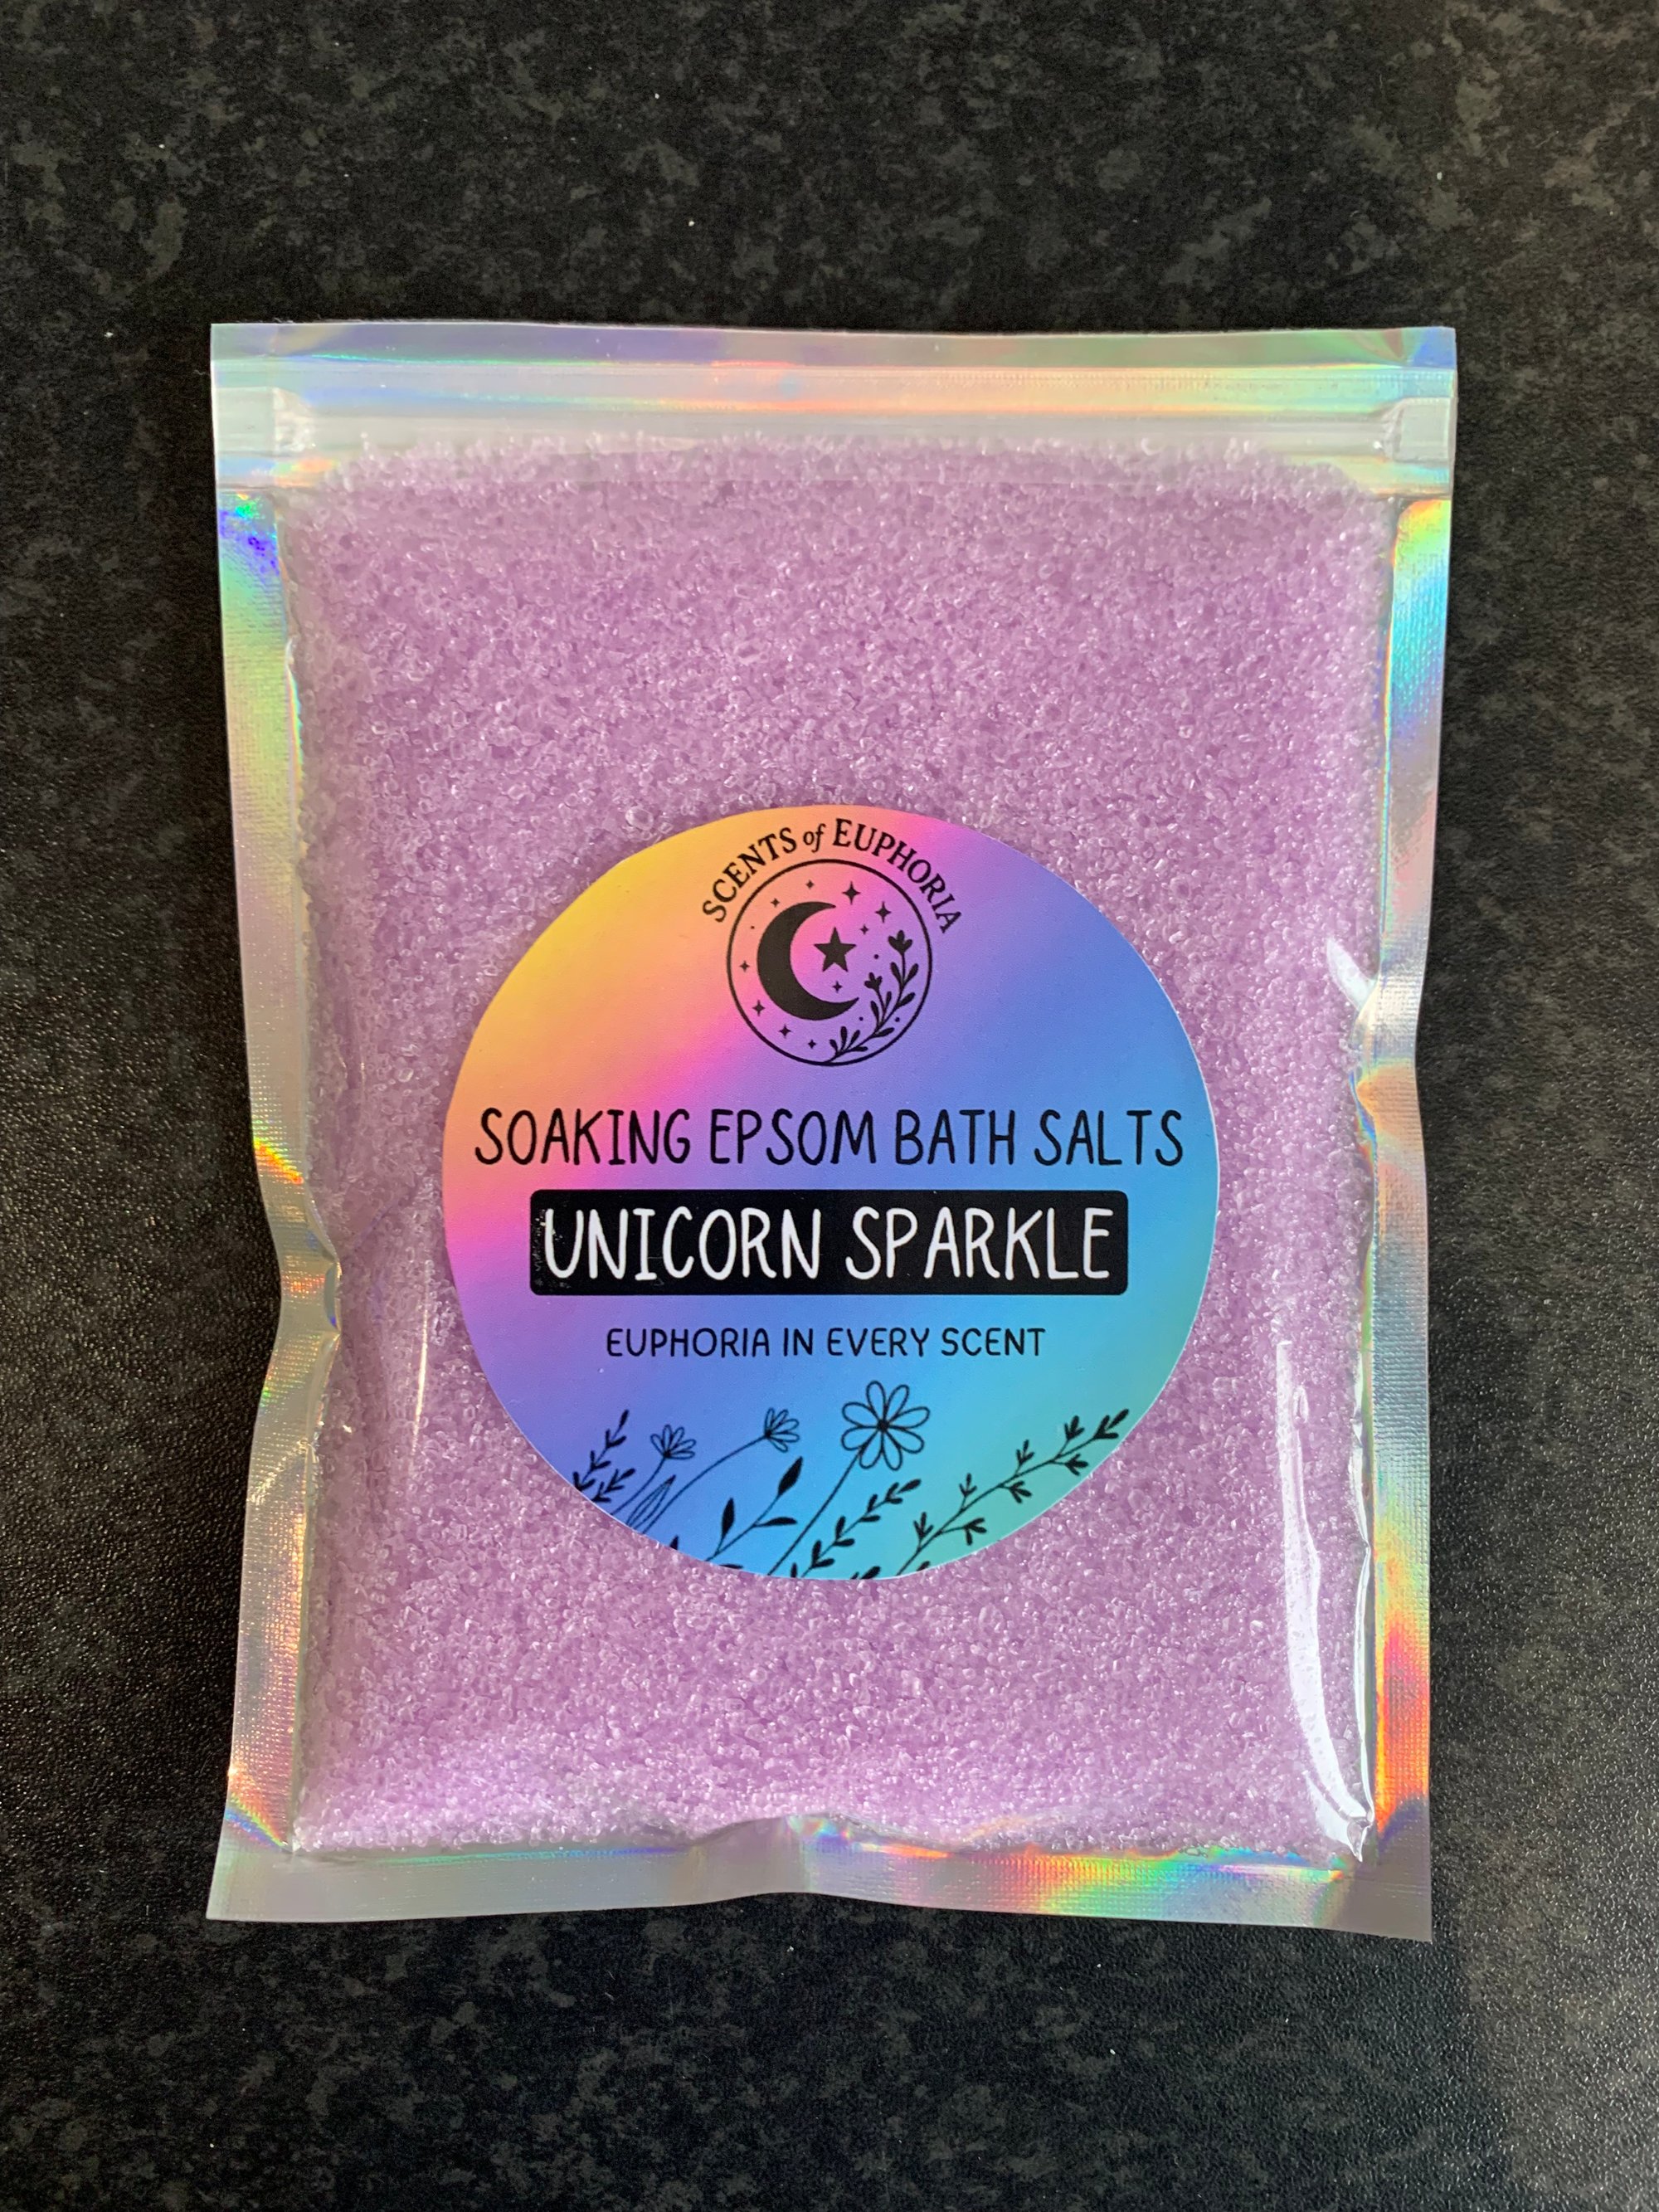 SCENTS of EUPHORIA
SOAKING EPSOM BATH SALTS
UNICORN SPARKLE
EUPHORIA IN EVERY SCENT